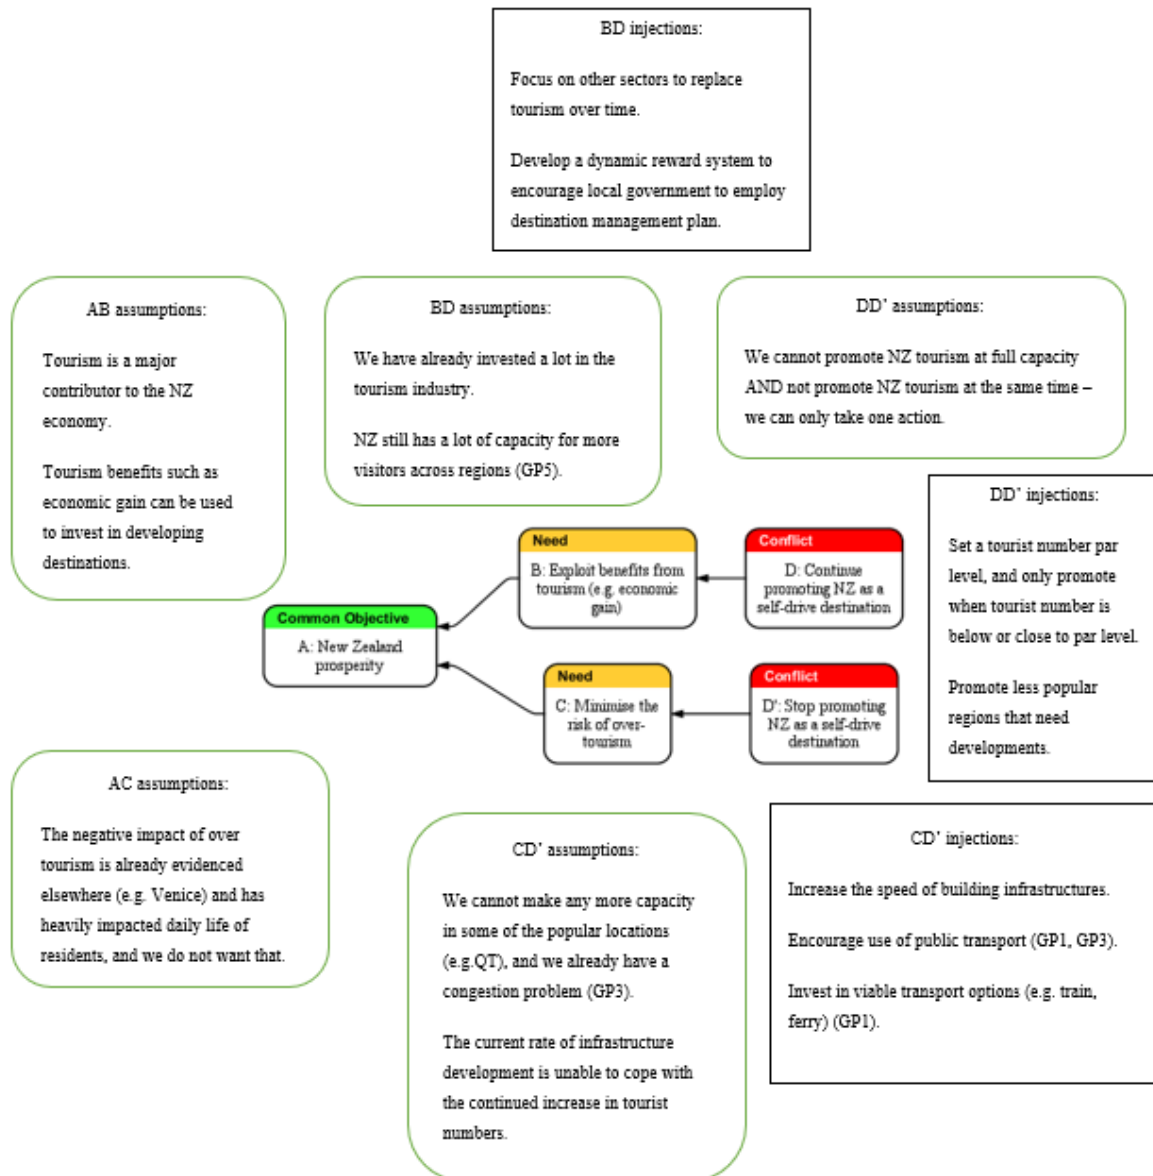 BD injections:
Focus on other sectors to replace
tourism over time.
Develop a dynamic reward system to
encourage local government to employ
destination management plan.
AB assumptions:
Tourism is a major
contributor to the NZ
economy.
Tourism benefits such as
economic gain can be used
to invest in developing
destinations.
BD assumptions:
We have already invested a lot in the
tourism industry.
NZ still has a lot of capacity for more
visitors across regions (GP5).
DD’ assumptions:
We cannot promote NZ tourism at full capacity
AND not promote NZ tourism at the same time –
we can only take one action.
DD’ injections:
Set a tourist number par
level, and only promote
when tourist number is
below or close to par level.
Promote less popular
regions that need
developments.
Need
B: Exploit benefits from
tourism (e.g. economic
gain)
Conflict
D: Continue
promoting NZ as a
self-drive destination
Common Objective
A: New Zealand
prosperity
Need
C: Minimise the
risk of over-
tourism
Conflict
D': Stop promoting
NZ as a self-drive
destination
AC assumptions:
The negative impact of over
tourism is already evidenced
elsewhere (e.g. Venice) and has
heavily impacted daily life of
residents, and we do not want that.
CD’ assumptions:
We cannot make any more capacity
in some of the popular locations
(e.g.QT), and we already have a
congestion problem (GP3).
The current rate of infrastructure
development is unable to cope with
the continued increase in tourist
numbers.
CD’ injections:
Increase the speed of building infrastructures.
Encourage use of public transport (GP1, GP3).
Invest in viable transport options (e.g. train,
ferry) (GP1).